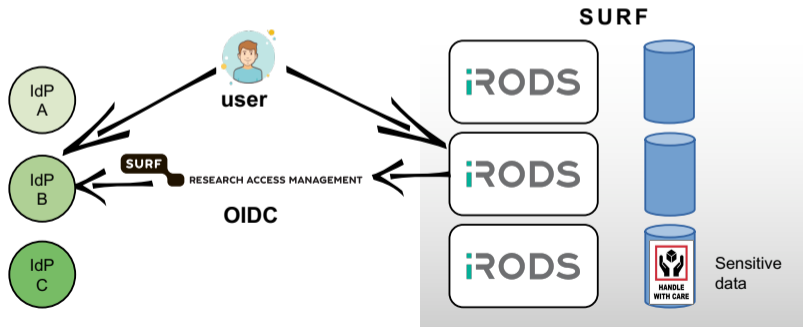 SURF
IdP
A
user
iRODS
SURF
RESEARCH ACCESS MANAGEMENT
IdP
B
OIDC
iRODS
IdP
C
iRODS
HANDLE
WITH CARE
Sensitive
data